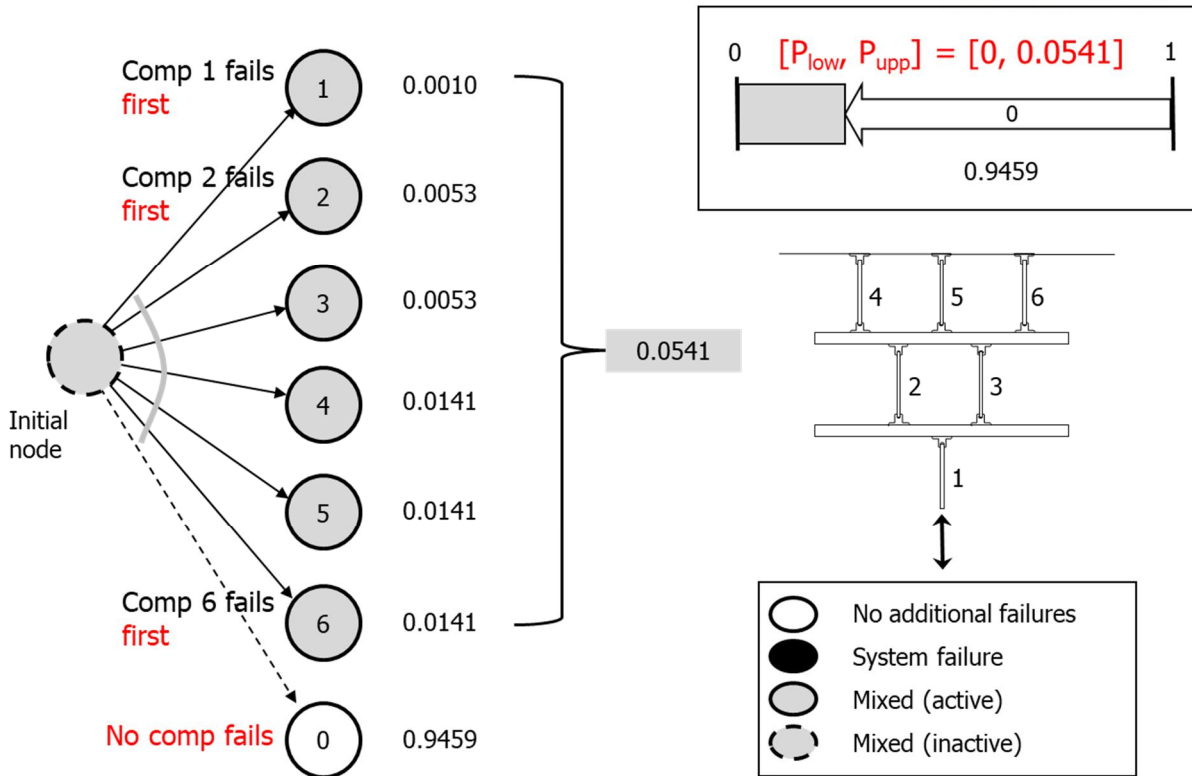 Comp 1 fails
first
1
0.0010
Comp 2 fails
first
2
0.0053
3
0.0053
Initial
node
4
0.0141
5
0.0141
Comp 6 fails
first
6
0.0141
No comp fails
0
0.9459
0.0541
0
[Plow, Pupp] = [0, 0.0541]
1
0
0.9459
4
5
6
2
3
1
No additional failures
System failure
Mixed (active)
Mixed (inactive)